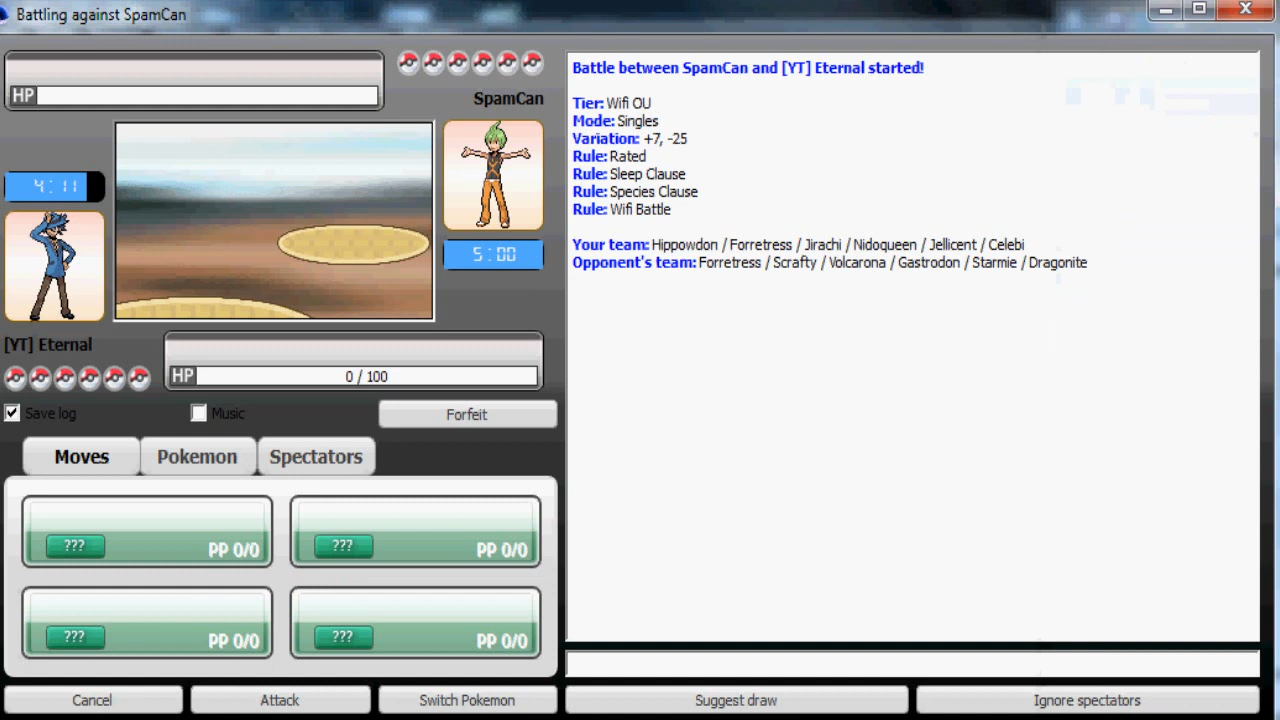 Battling against SpamCan
HP
SpamCan
4:11
5:00
[YT] Eternal
HP
0 / 100
Save log
Music
Forfeit
Moves
Pokemon
Spectators
???
PP 0/0
???
PP 0/0
???
PP 0/0
???
PP 0/0
Cancel
Attack
Switch Pokemon
Battle between SpamCan and [YT] Eternal started!
Tier: Wifi OU
Mode: Singles
Variation: +7, -25
Rule: Rated
Rule: Sleep Clause
Rule: Species Clause
Rule: Wifi Battle
Your team: Hippowdon / Forretress / Jirachi / Nidoqueen / Jellicent / Celebi
Opponent's team: Forretress / Scrafty / Volcarona / Gastrodon / Starmie / Dragonite
Suggest draw
Ignore spectators